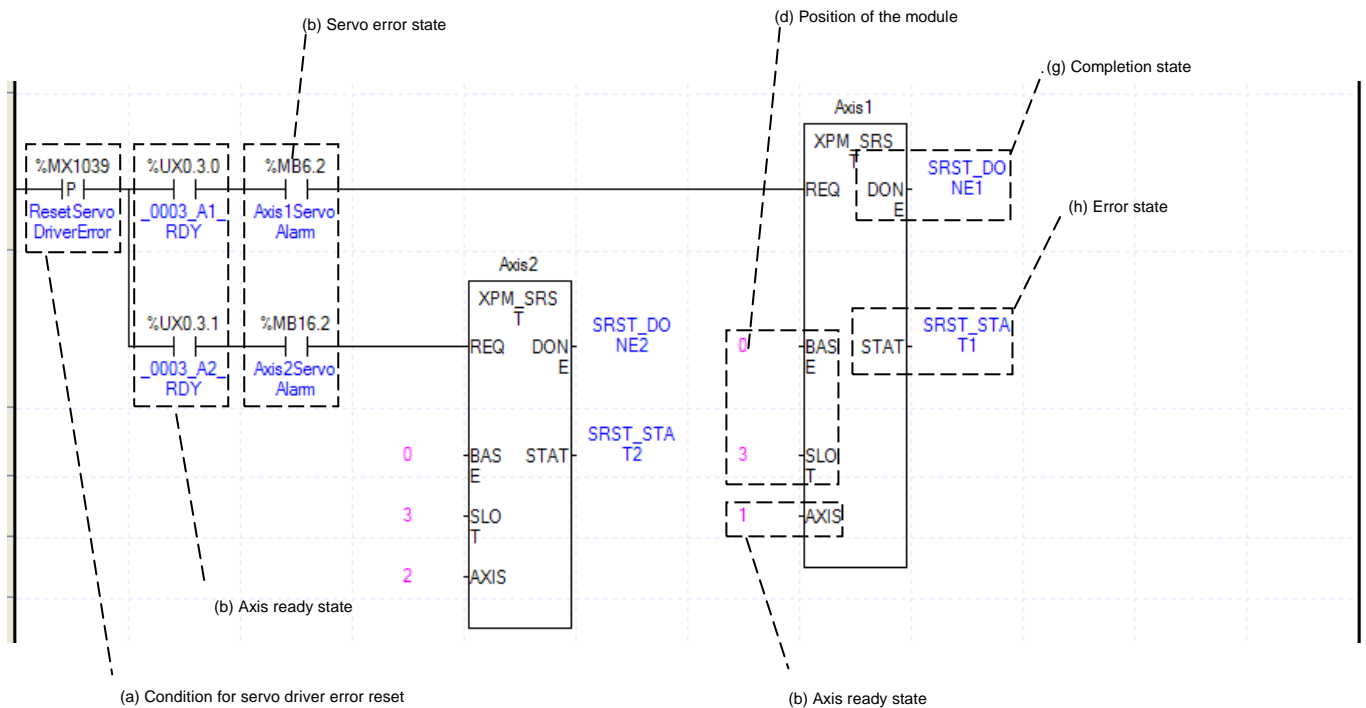 (d) Position of the module
(b) Servo error state
(g) Completion state
Axis1
XPM_SRS
T
%MX1039
%UX0.3.0
%MB6.2
SRST_DO
NE1
P
REQ
DON
E
ResetServo
DriverError
_0003_A1_
RDY
Axis1Servo
Alarm
(h) Error state
Axis2
XPM_SRS
T
%UX0.3.1
%MB16.2
SRST_DO
NE2
SRST_STA
T1
REQ
DON
E
0
BAS
E
STAT
_0003_A2_
RDY
Axis2Servo
Alarm
SRST_STA
T2
0
BAS
E
STAT
3
SLO
T
3
SLO
T
1
AXIS
2
AXIS
(b) Axis ready state
(a) Condition for servo driver error reset
(b) Axis ready state